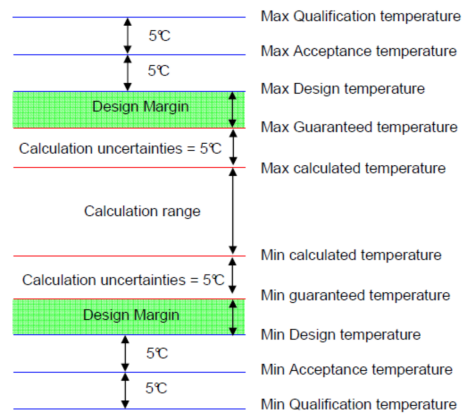 Max Qualification temperature
5°C
Max Acceptance temperature
5°C
Max Design temperature
Design Margin
Max Guaranteed temperature
Calculation uncertainties = 5°C
Max calculated temperature
Calculation range
Min calculated temperature
Calculation uncertainties = 5°C
Min guaranteed temperature
Design Margin
Min Design temperature
5°C
Min Acceptance temperature
5°C
Min Qualification temperature